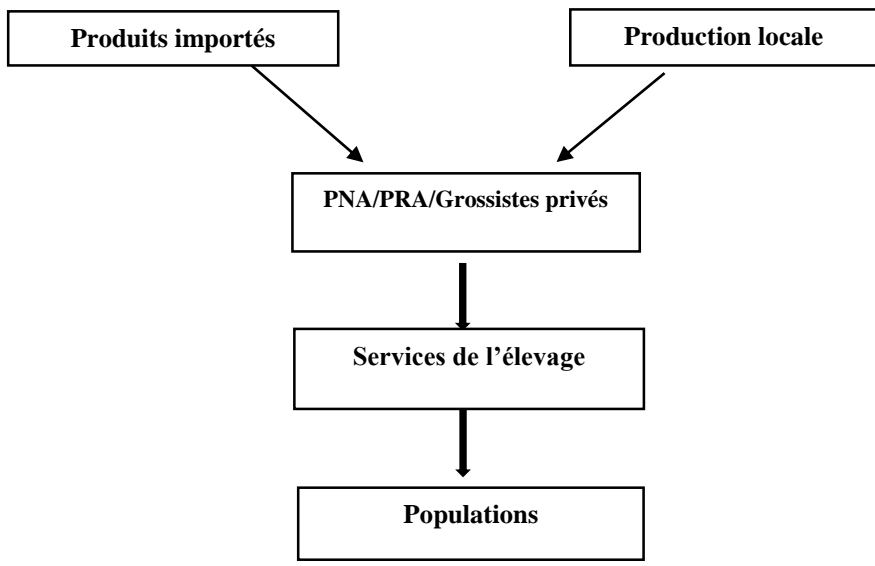 Produits importés
Production locale
PNA/PRA/Grossistes privés
Services de l’élevage
Populations